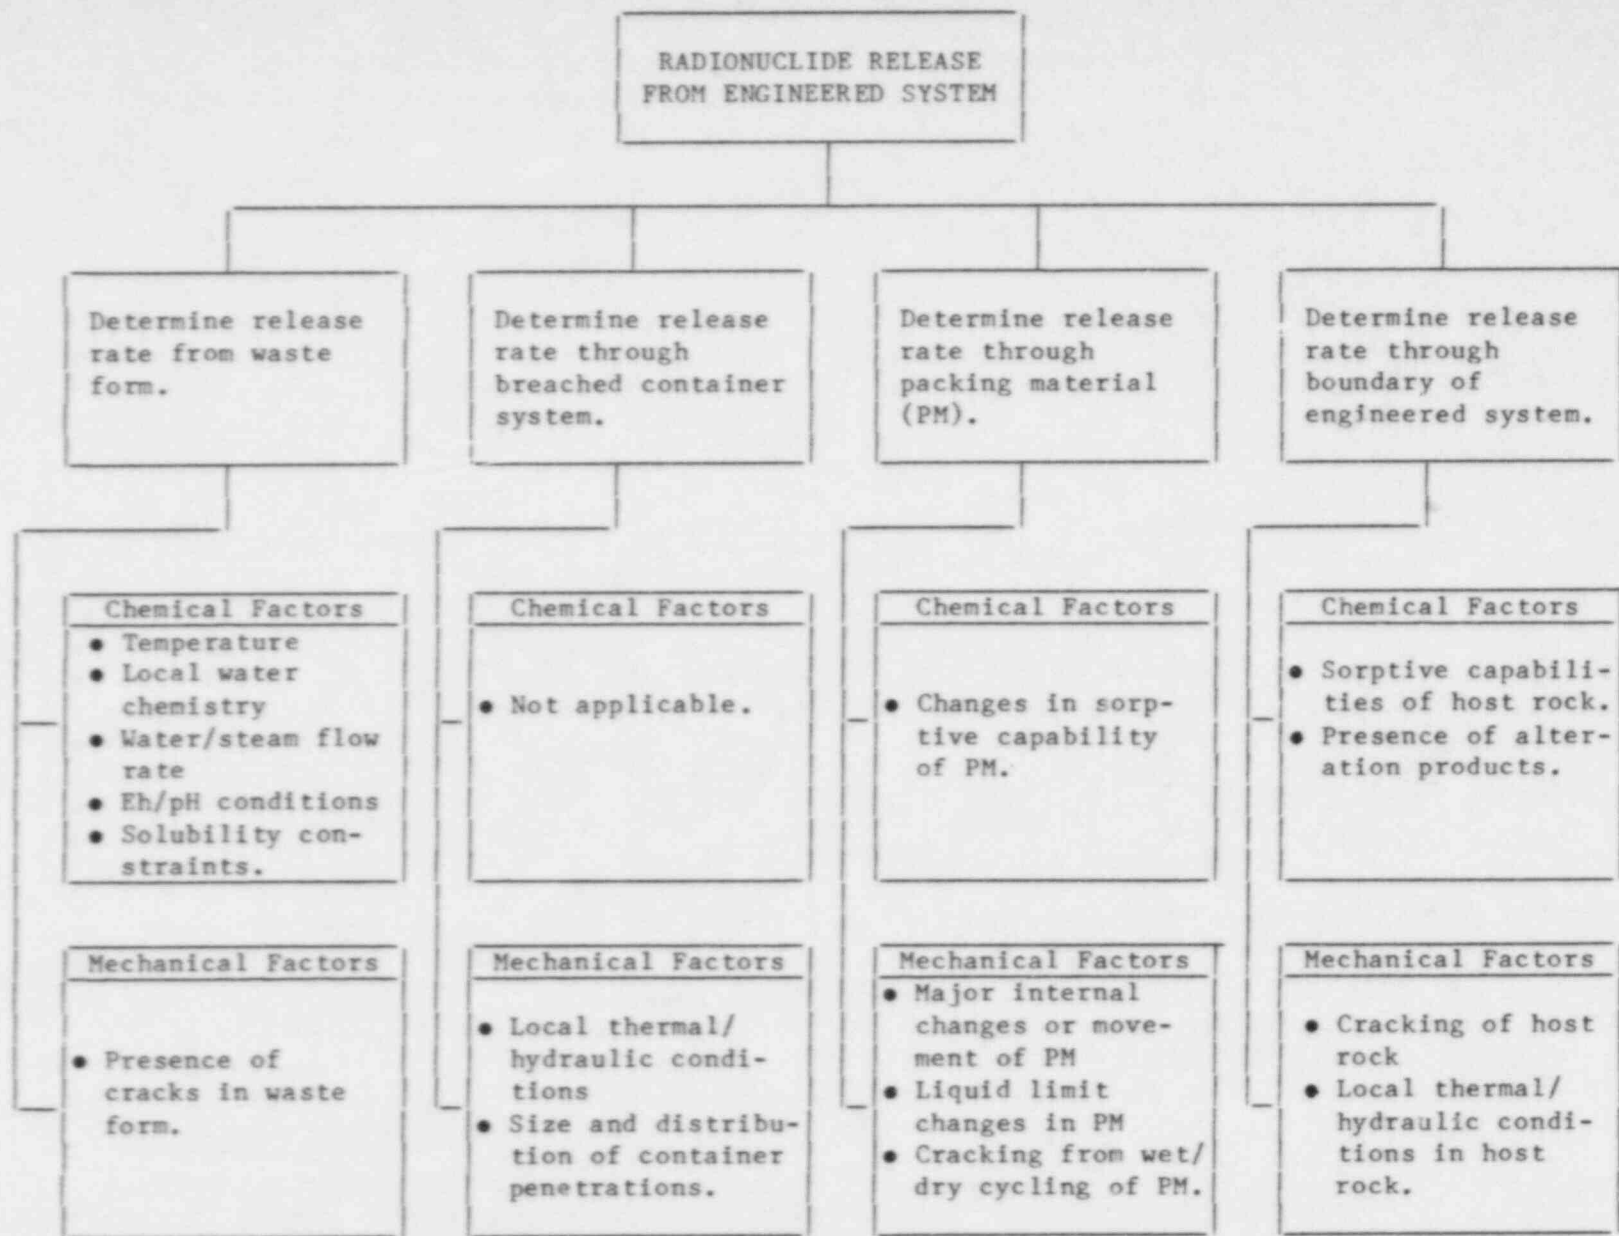 RADIONUCLIDE RELEASE
FROM ENGINEERED SYSTEM
Determine release
rate from waste
form.
Determine release
rate through
breached container
system.
Determine release
rate through
packing material
(PM).
Determine release
rate through
boundary of
engineered system.
Chemical Factors
● Temperature
● Local water
chemistry
● Water/steam flow
rate
● Eh/pH conditions
● Solubility con-
straints.
Chemical Factors
● Not applicable.
Chemical Factors
● Changes in sorp-
tive capability
of PM.
Chemical Factors
● Sorptive capabili-
ties of host rock.
● Presence of alter-
ation products.
Mechanical Factors
● Presence of
cracks in waste
form.
Mechanical Factors
● Local thermal/
hydraulic condi-
tions
● Size and distribu-
tion of container
penetrations.
Mechanical Factors
● Major internal
changes or move-
ment of PM
● Liquid limit
changes in PM
● Cracking from wet/
dry cycling of PM.
Mechanical Factors
● Cracking of host
rock
● Local thermal/
hydraulic condi-
tions in host
rock.